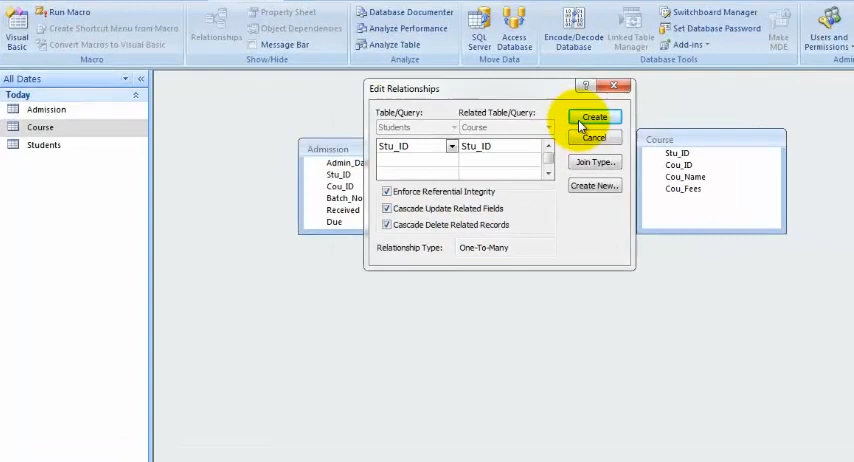 Run Macro
Create Shortcut Menu from Macro
Convert Macros to Visual Basic
Visual
Basic
Macro
Relationships
Property Sheet
Object Dependencies
Message Bar
Show/Hide
Database Documenter
Analyze Performance
Analyze Table
Analyze
SQL
Server
Access
Database
Move Data
Encode/Decode
Database
Linked Table
Manager
Switchboard Manager
Set Database Password
Add-ins
Database Tools
Make
MDE
Users and
Permissions
Admin
All Dates
Today
Admission
Course
Students
Admission
Admin_Da
Stu_ID
Cou_ID
Batch_No
Received
Due
Edit Relationships
?
Table/Query:
Related Table/Query:
Students
Course
Stu_ID
Stu_ID
Enforce Referential Integrity
Cascade Update Related Fields
Cascade Delete Related Records
Relationship Type:
One-To-Many
Create
Cancel
Join Type..
Create New..
Course
Stu_ID
Cou_ID
Cou_Name
Cou_Fees